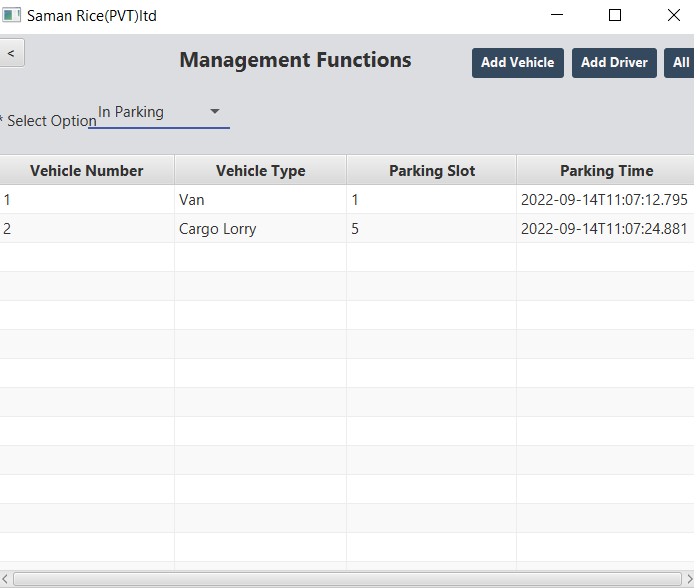 Saman Rice(PVT)ltd
<
Management Functions
Add Vehicle
Add Driver
All
* Select Option
In Parking
Vehicle Number Vehicle Type Parking Slot Parking Time
1 Van 1 2022-09-14T11:07:12.795
2 Cargo Lorry 5 2022-09-14T11:07:24.881